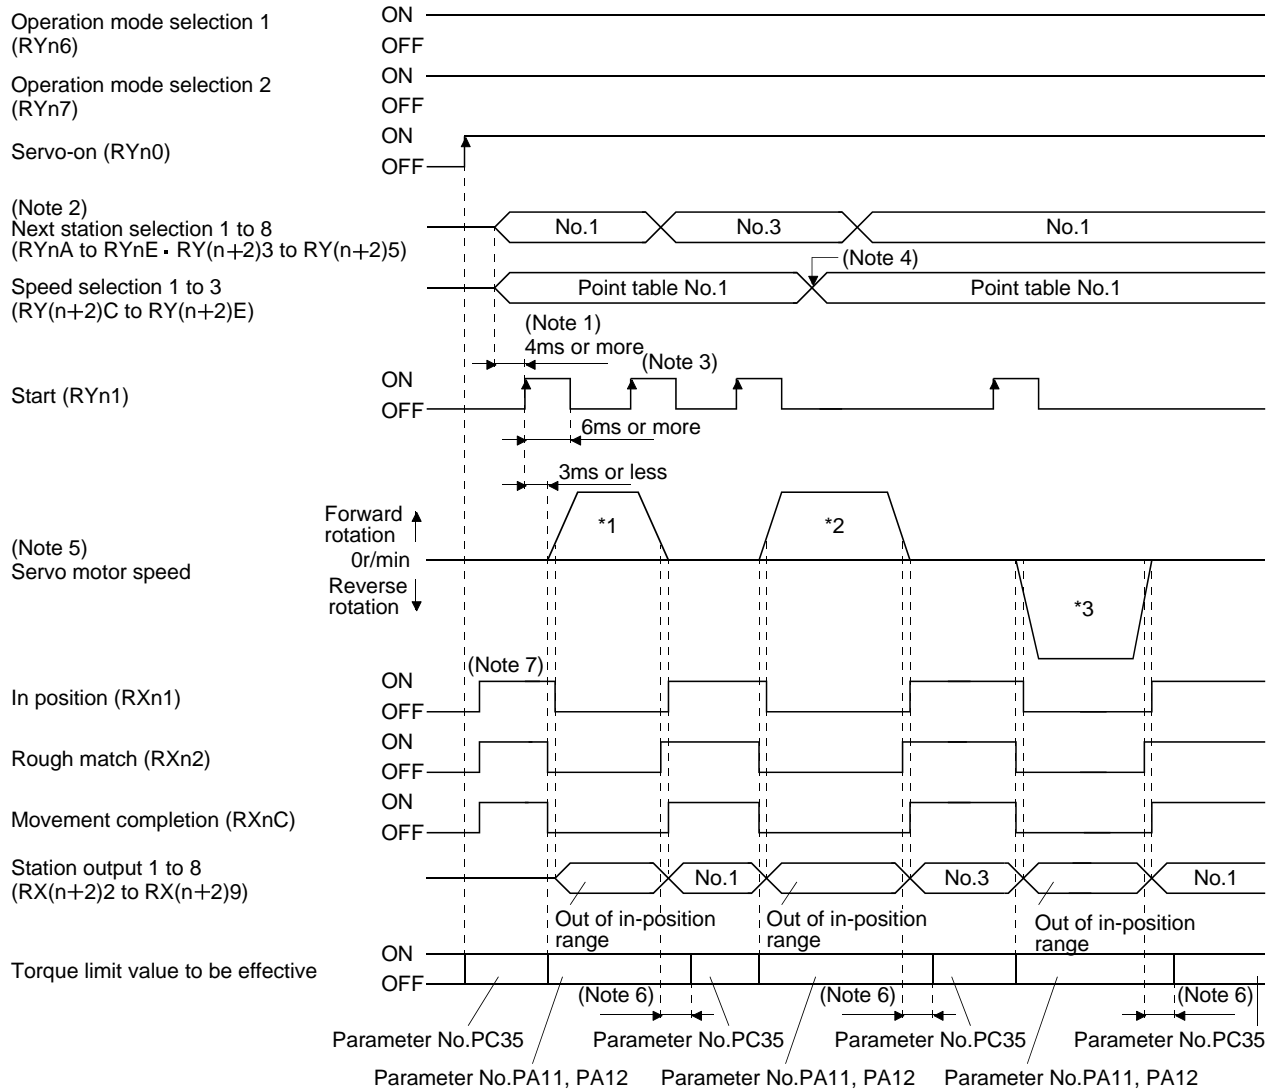 Operation mode selection 1
(RYn6)
ON
OFF
Operation mode selection 2
(RYn7)
ON
OFF
Servo-on (RYn0)
ON
OFF
(Note 2)
Next station selection 1 to 8
(RYnA to RYnE · RY(n+2)3 to RY(n+2)5)
No.1
No.3
No.1
(Note 4)
Speed selection 1 to 3
(RY(n+2)C to RY(n+2)E)
Point table No.1
Point table No.1
(Note 1)
4ms or more
(Note 3)
Start (RYn1)
ON
OFF
6ms or more
3ms or less
Forward
rotation
(Note 5)
Servo motor speed
0r/min
Reverse
rotation
*1
*2
*3
(Note 7)
In position (RXn1)
ON
OFF
Rough match (RXn2)
ON
OFF
Movement completion (RXnC)
ON
OFF
Station output 1 to 8
(RX(n+2)2 to RX(n+2)9)
No.1
No.3
No.1
Out of in-position
range
Out of in-position
range
Out of in-position
range
Torque limit value to be effective
ON
OFF
(Note 6)
(Note 6)
(Note 6)
Parameter No.PC35
Parameter No.PC35
Parameter No.PC35
Parameter No.PC35
Parameter No.PA11, PA12
Parameter No.PA11, PA12
Parameter No.PA11, PA12